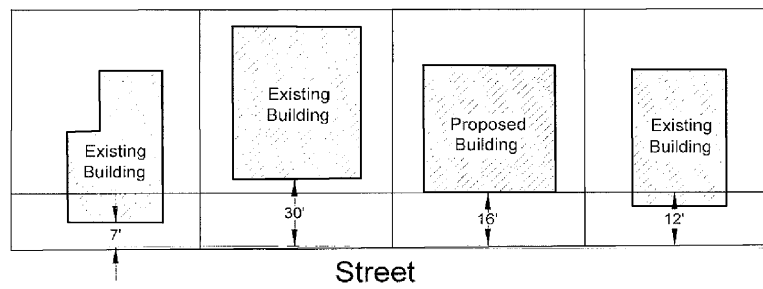 Existing
Building
7'
Existing
Building
30'
Proposed
Building
16'
Existing
Building
12'
Street